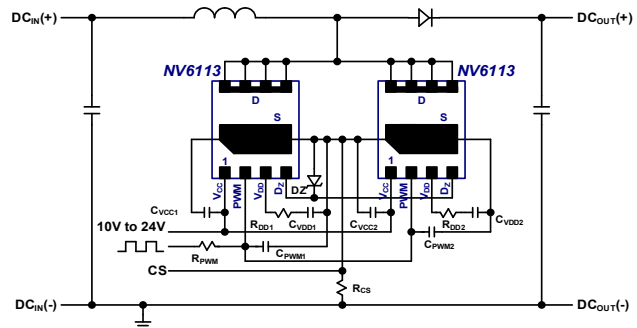 DCIN(+)
DCOUT(+)
NV6113
NV6113
D
D
S
S
1
1
VCC
PWM
VDD
DZ
DZ
VCC
PWM
VDD
DZ
CVCC1
RDD1
CVDD1
CVCC2
RDD2
CVDD2
10V to 24V
RPWM
CPWM1
CPWM2
CS
RCS
DCIN(-)
DCOUT(-)